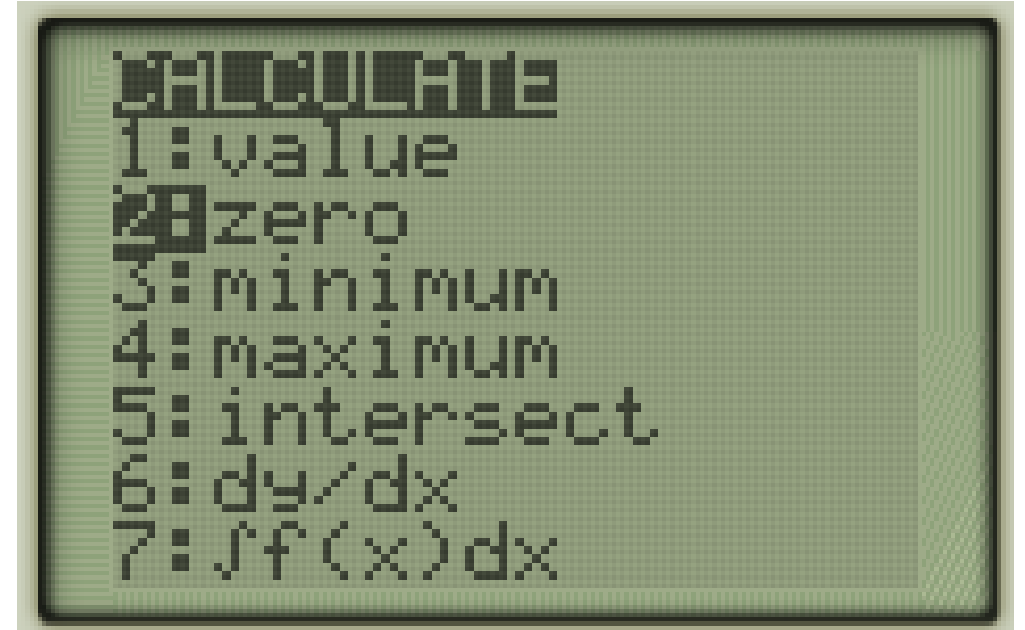 CALCULATE
1:value
2:zero
3:minimum
4:maximum
5:intersect
6:dy/dx
7:∫f(x)dx